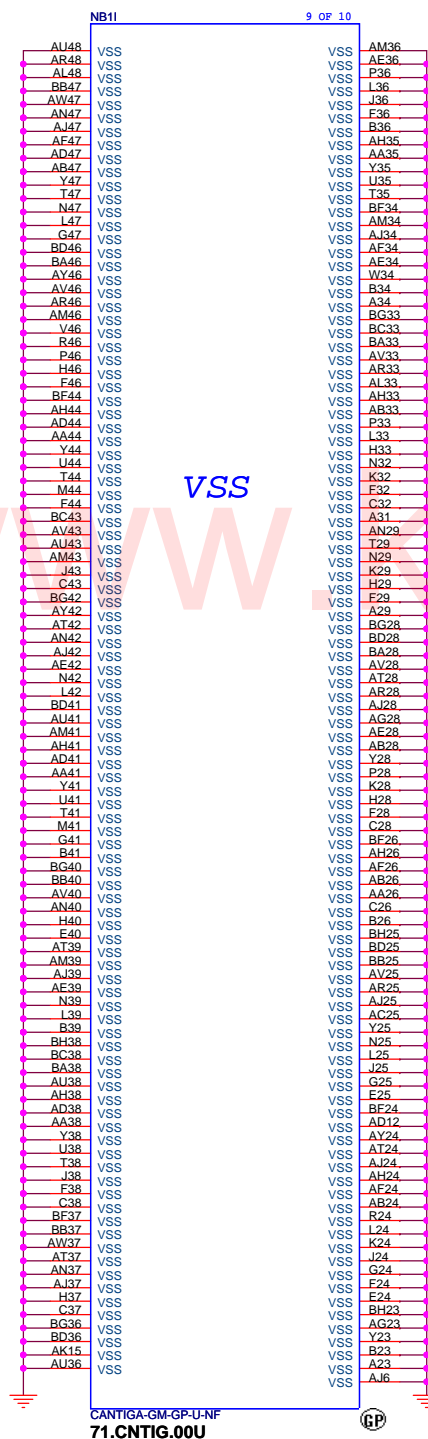 NB1I 9 OF 10
AU48 VSS VSS AM36
AR48 VSS VSS AE36
AL48 VSS VSS P36
BB47 VSS VSS L36
AW47 VSS VSS J36
AN47 VSS VSS F36
AJ47 VSS VSS B36
AF47 VSS VSS AH35
AD47 VSS VSS AA35
AB47 VSS VSS Y35
Y47 VSS VSS U35
T47 VSS VSS T35
N47 VSS VSS BF34
L47 VSS VSS AM34
G47 VSS VSS AJ34
BD46 VSS VSS AF34
BA46 VSS VSS AE34
AY46 VSS VSS W34
AV46 VSS VSS B34
AR46 VSS VSS A34
AM46 VSS VSS BG33
V46 VSS VSS BC33
R46 VSS VSS BA33
P46 VSS VSS AV33
H46 VSS VSS AR33
F46 VSS VSS AL33
BF44 VSS VSS AH33
AH44 VSS VSS AB33
AD44 VSS VSS P33
AA44 VSS VSS L33
Y44 VSS VSS H33
U44 VSS VSS N32
T44 VSS VSS K32
VSS
M44 VSS VSS F32
F44 VSS VSS C32
BC43 VSS VSS A31
AV43 VSS VSS AN29
AU43 VSS VSS T29
AM43 VSS VSS N29
J43 VSS VSS K29
C43 VSS VSS H29
BG42 VSS VSS F29
AY42 VSS VSS A29
AT42 VSS VSS BG28
AN42 VSS VSS BD28
AJ42 VSS VSS BA28
AE42 VSS VSS AV28
N42 VSS VSS AT28
L42 VSS VSS AR28
BD41 VSS VSS AJ28
AU41 VSS VSS AG28
AM41 VSS VSS AE28
AH41 VSS VSS AB28
AD41 VSS VSS Y28
AA41 VSS VSS P28
Y41 VSS VSS K28
U41 VSS VSS H28
T41 VSS VSS F28
M41 VSS VSS C28
G41 VSS VSS BF26
B41 VSS VSS AH26
BG40 VSS VSS AF26
BB40 VSS VSS AB26
AV40 VSS VSS AA26
AN40 VSS VSS C26
H40 VSS VSS B26
E40 VSS VSS BH25
AT39 VSS VSS BD25
AM39 VSS VSS BB25
AJ39 VSS VSS AV25
AE39 VSS VSS AR25
N39 VSS VSS AJ25
L39 VSS VSS AC25
B39 VSS VSS Y25
BH38 VSS VSS N25
BC38 VSS VSS L25
BA38 VSS VSS J25
AU38 VSS VSS G25
AH38 VSS VSS E25
AD38 VSS VSS BF24
AA38 VSS VSS AD12
Y38 VSS VSS AY24
U38 VSS VSS AT24
T38 VSS VSS AJ24
J38 VSS VSS AH24
F38 VSS VSS AF24
C38 VSS VSS AB24
BF37 VSS VSS R24
BB37 VSS VSS L24
AW37 VSS VSS K24
AT37 VSS VSS J24
AN37 VSS VSS G24
AJ37 VSS VSS F24
H37 VSS VSS E24
C37 VSS VSS BH23
BG36 VSS VSS AG23
BD36 VSS VSS Y23
AK15 VSS VSS B23
AU36 VSS VSS A23
VSS AJ6
CANTIGA-GM-GP-U-NF
71.CNTIG.00U
GP